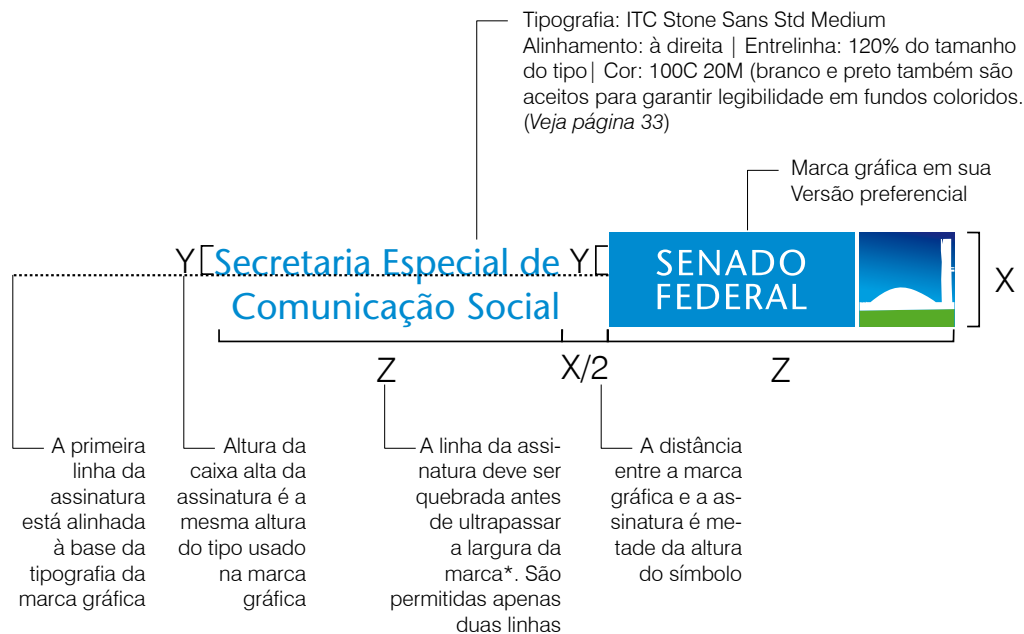 Tipografia: ITC Stone Sans Std Medium
Alinhamento: à direita | Entrelinha: 120% do tamanho
do tipo| Cor: 100C 20M (branco e preto também são
aceitos para garantir legibilidade em fundos coloridos.
(Veja página 33)
Marca gráfica em sua
Versão preferencial
Y
Secretaria Especial de
Comunicação Social
Y
SENADO
FEDERAL
X
Z
X/2
Z
A primeira
linha da
assinatura
está alinhada
à base da
tipografia da
marca gráfica
Altura da
caixa alta da
assinatura é a
mesma altura
do tipo usado
na marca
gráfica
A linha da assi-
natura deve ser
quebrada antes
de ultrapassar
a largura da
marca*. São
permitidas apenas
duas linhas
A distância
entre a marca
gráfica e a as-
sinatura é me-
tade da altura
do símbolo